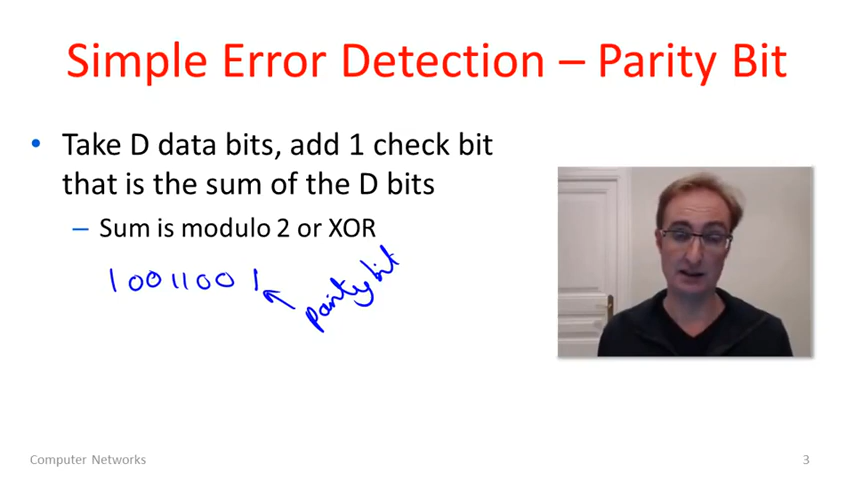 Simple Error Detection – Parity Bit
• Take D data bits, add 1 check bit
that is the sum of the D bits
– Sum is modulo 2 or XOR
1001100 1
parity bit
Computer Networks
3